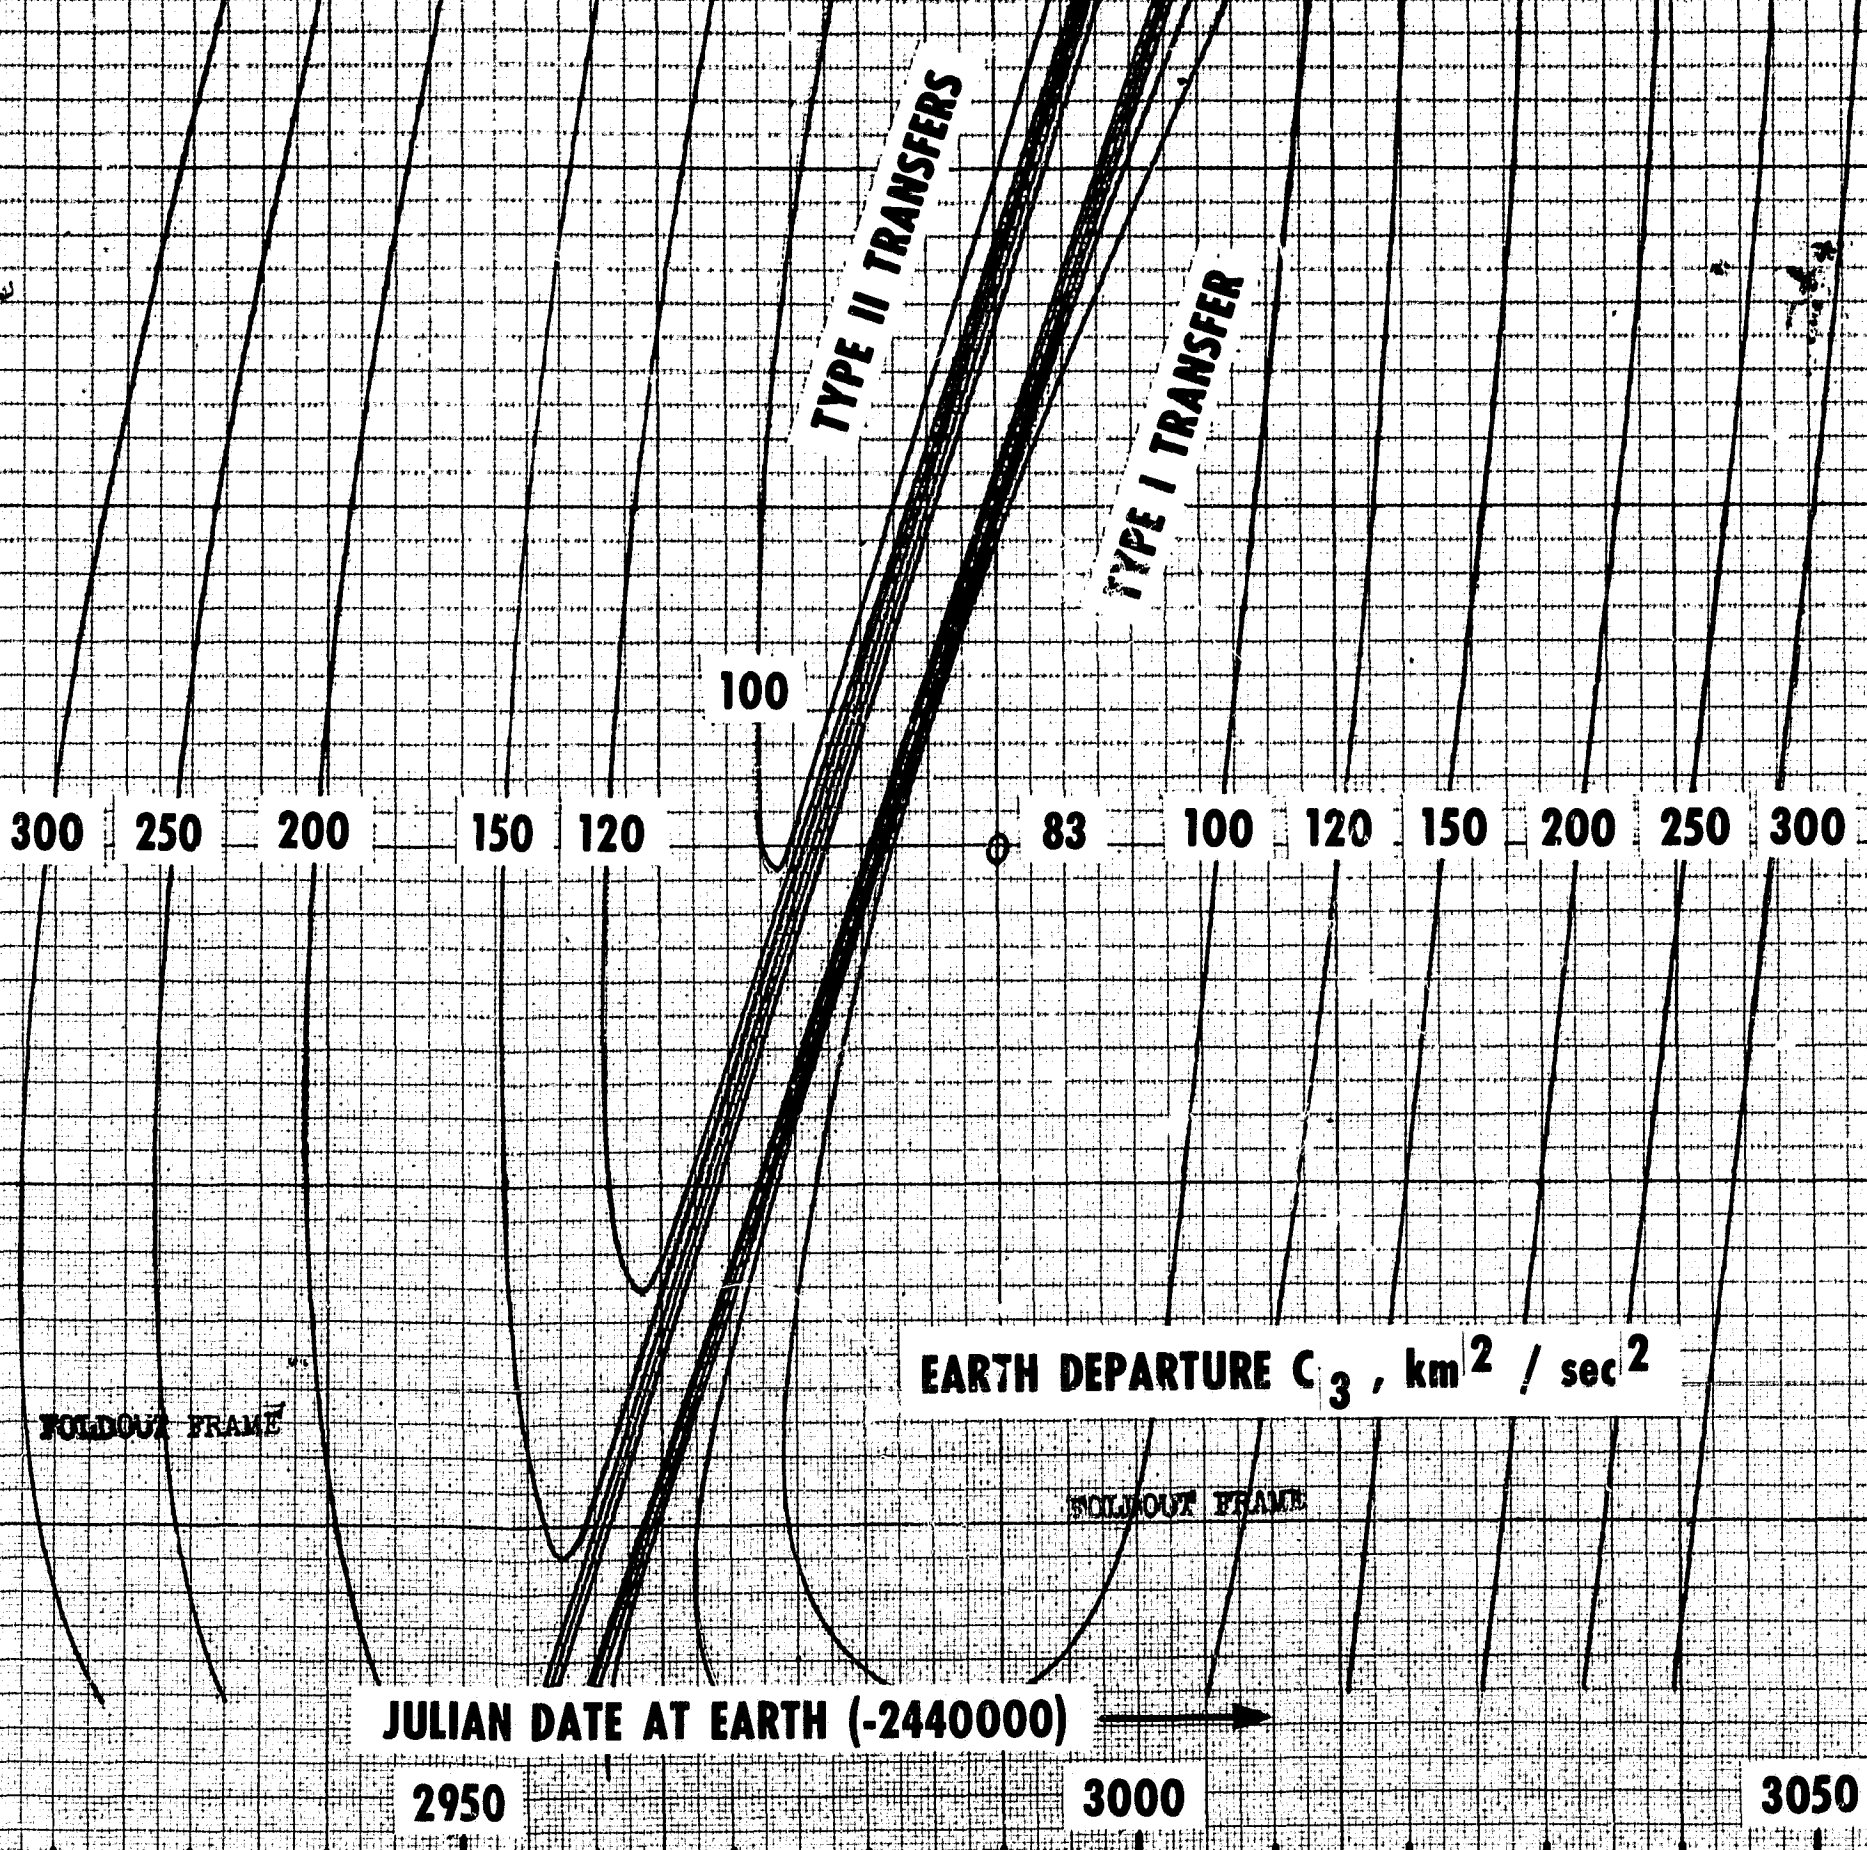 TYPE II TRANSFERS
TYPE I TRANSFER
100
300 250 200 150 120 83 100 120 150 200 250 300
EARTH DEPARTURE C3 , km2 / sec2
FOLDOUT FRAME
FOLDOUT FRAME
JULIAN DATE AT EARTH (-2440000)
2950 3000 3050